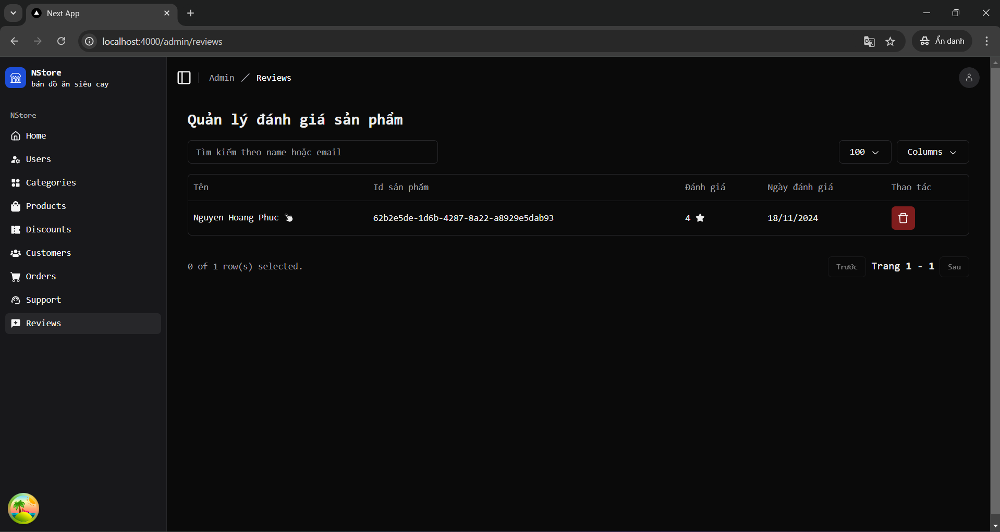 Next App
localhost:4000/admin/reviews
Ẩn danh
NStore
bán đồ ăn siêu cay
Admin / Reviews
NStore
Home
Users
Categories
Products
Discounts
Customers
Orders
Support
Reviews
Quản lý đánh giá sản phẩm
Tìm kiếm theo name hoặc email
100 Columns
Tên Id sản phẩm Đánh giá Ngày đánh giá Thao tác
Nguyen Hoang Phuc 62b2e5de-1d6b-4287-8a22-a8929e5dab93 4 18/11/2024
0 of 1 row(s) selected. Trước Trang 1 - 1 Sau